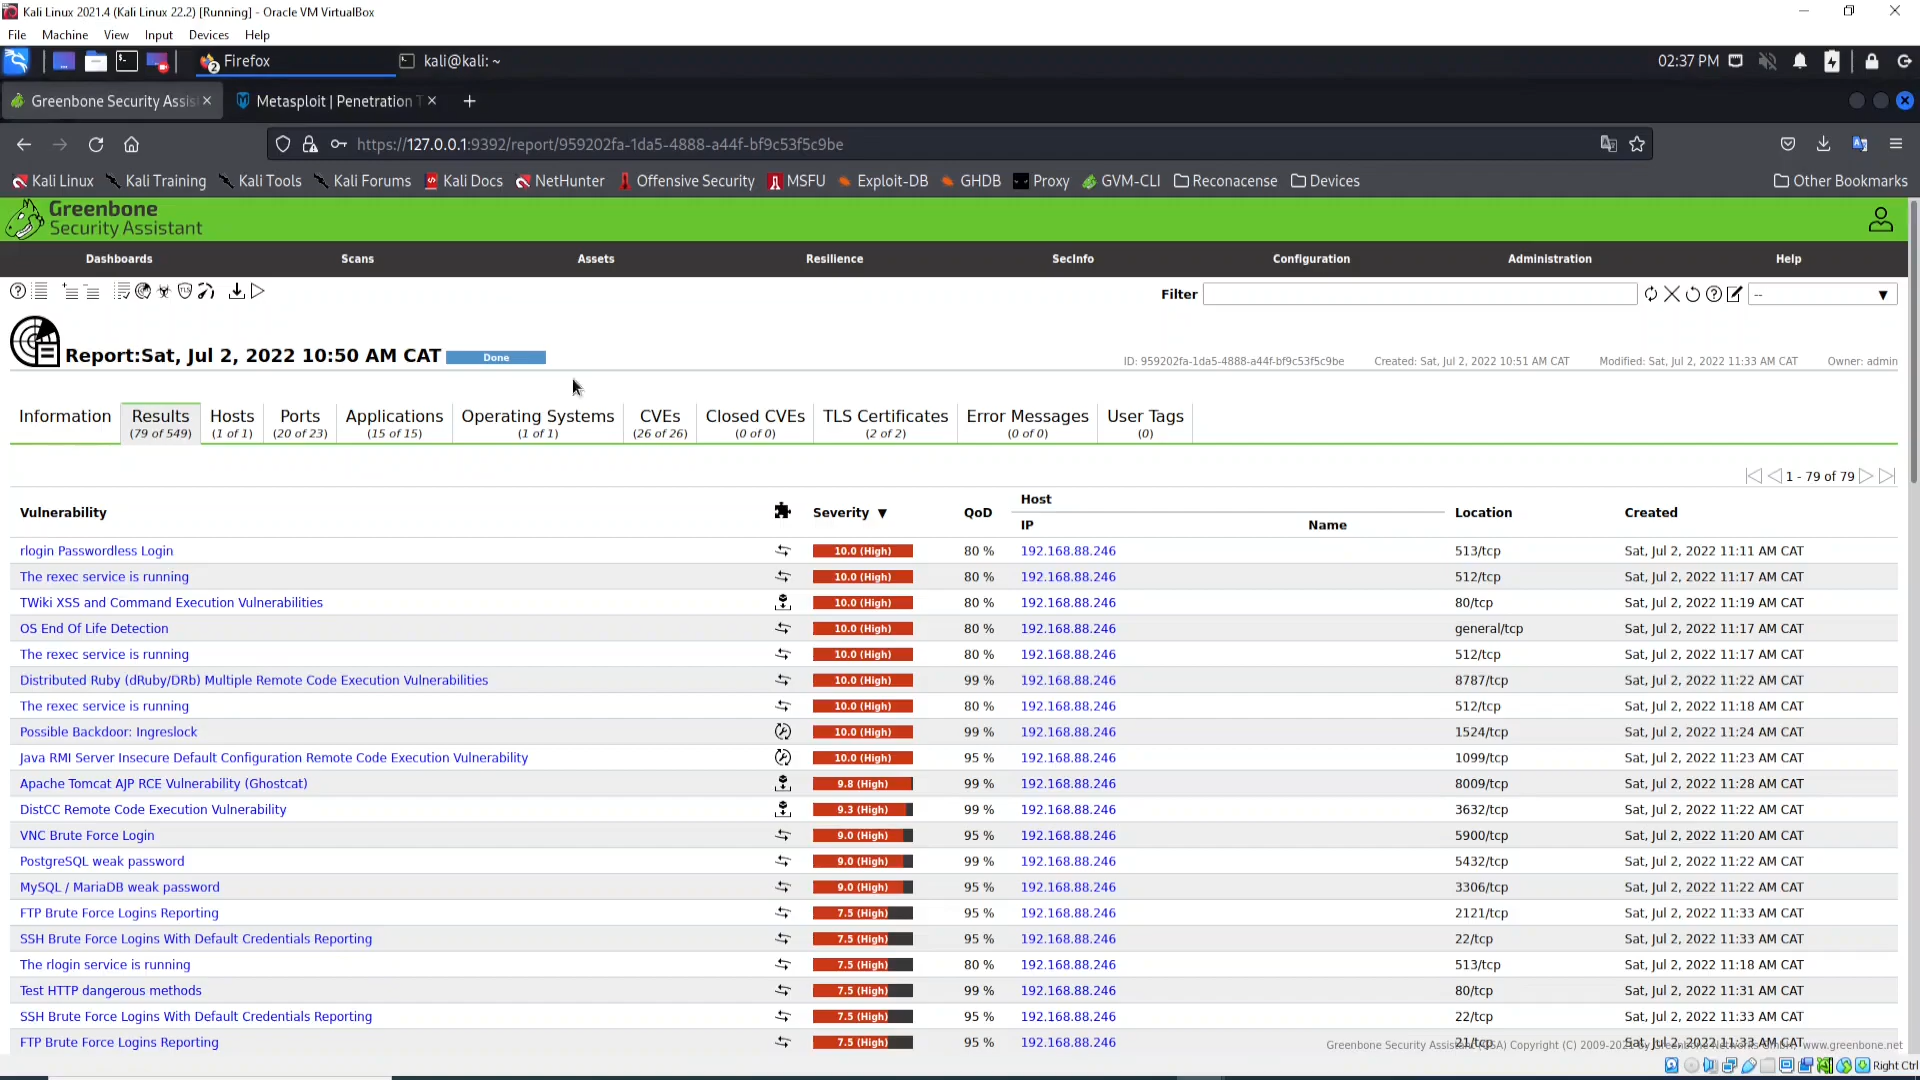 Kali Linux 2021.4 (Kali Linux 22.2) [Running] - Oracle VM VirtualBox
File Machine View Input Devices Help
2 Firefox kali@kali: ~ 02:37 PM
Greenbone Security Assis Metasploit | Penetration T
https://127.0.0.1:9392/report/959202fa-1da5-4888-a44f-bf9c53f5c9be
Kali Linux Kali Training Kali Tools Kali Forums Kali Docs NetHunter Offensive Security MSFU Exploit-DB GHDB Proxy GVM-CLI Reconacense Devices Other Bookmarks
Greenbone
Security Assistant
Dashboards Scans Assets Resilience SecInfo Configuration Administration Help
Filter --
Report:Sat, Jul 2, 2022 10:50 AM CAT Done ID: 959202fa-1da5-4888-a44f-bf9c53f5c9be Created: Sat, Jul 2, 2022 10:51 AM CAT Modified: Sat, Jul 2, 2022 11:33 AM CAT Owner: admin
Information Results Hosts Ports Applications Operating Systems CVEs Closed CVEs TLS Certificates Error Messages User Tags
(79 of 549) (1 of 1) (20 of 23) (15 of 15) (1 of 1) (26 of 26) (0 of 0) (2 of 2) (0 of 0) (0)
1 - 79 of 79
Vulnerability Severity ▼ QoD Host Location Created
IP Name
rlogin Passwordless Login 10.0 (High) 80 % 192.168.88.246 513/tcp Sat, Jul 2, 2022 11:11 AM CAT
The rexec service is running 10.0 (High) 80 % 192.168.88.246 512/tcp Sat, Jul 2, 2022 11:17 AM CAT
TWiki XSS and Command Execution Vulnerabilities 10.0 (High) 80 % 192.168.88.246 80/tcp Sat, Jul 2, 2022 11:19 AM CAT
OS End Of Life Detection 10.0 (High) 80 % 192.168.88.246 general/tcp Sat, Jul 2, 2022 11:17 AM CAT
The rexec service is running 10.0 (High) 80 % 192.168.88.246 512/tcp Sat, Jul 2, 2022 11:17 AM CAT
Distributed Ruby (dRuby/DRb) Multiple Remote Code Execution Vulnerabilities 10.0 (High) 99 % 192.168.88.246 8787/tcp Sat, Jul 2, 2022 11:22 AM CAT
The rexec service is running 10.0 (High) 80 % 192.168.88.246 512/tcp Sat, Jul 2, 2022 11:18 AM CAT
Possible Backdoor: Ingreslock 10.0 (High) 99 % 192.168.88.246 1524/tcp Sat, Jul 2, 2022 11:24 AM CAT
Java RMI Server Insecure Default Configuration Remote Code Execution Vulnerability 10.0 (High) 95 % 192.168.88.246 1099/tcp Sat, Jul 2, 2022 11:23 AM CAT
Apache Tomcat AJP RCE Vulnerability (Ghostcat) 9.8 (High) 99 % 192.168.88.246 8009/tcp Sat, Jul 2, 2022 11:28 AM CAT
DistCC Remote Code Execution Vulnerability 9.3 (High) 99 % 192.168.88.246 3632/tcp Sat, Jul 2, 2022 11:22 AM CAT
VNC Brute Force Login 9.0 (High) 95 % 192.168.88.246 5900/tcp Sat, Jul 2, 2022 11:20 AM CAT
PostgreSQL weak password 9.0 (High) 99 % 192.168.88.246 5432/tcp Sat, Jul 2, 2022 11:22 AM CAT
MySQL / MariaDB weak password 9.0 (High) 95 % 192.168.88.246 3306/tcp Sat, Jul 2, 2022 11:22 AM CAT
FTP Brute Force Logins Reporting 7.5 (High) 95 % 192.168.88.246 2121/tcp Sat, Jul 2, 2022 11:33 AM CAT
SSH Brute Force Logins With Default Credentials Reporting 7.5 (High) 95 % 192.168.88.246 22/tcp Sat, Jul 2, 2022 11:33 AM CAT
The rlogin service is running 7.5 (High) 80 % 192.168.88.246 513/tcp Sat, Jul 2, 2022 11:18 AM CAT
Test HTTP dangerous methods 7.5 (High) 99 % 192.168.88.246 80/tcp Sat, Jul 2, 2022 11:31 AM CAT
SSH Brute Force Logins With Default Credentials Reporting 7.5 (High) 95 % 192.168.88.246 22/tcp Sat, Jul 2, 2022 11:33 AM CAT
FTP Brute Force Logins Reporting 7.5 (High) 95 % 192.168.88.246 21/tcp Sat, Jul 2, 2022 11:33 AM CAT
Greenbone Security Assistant (GSA) Copyright (C) 2009-2021 by Greenbone Networks GmbH, www.greenbone.net
Right Ctrl